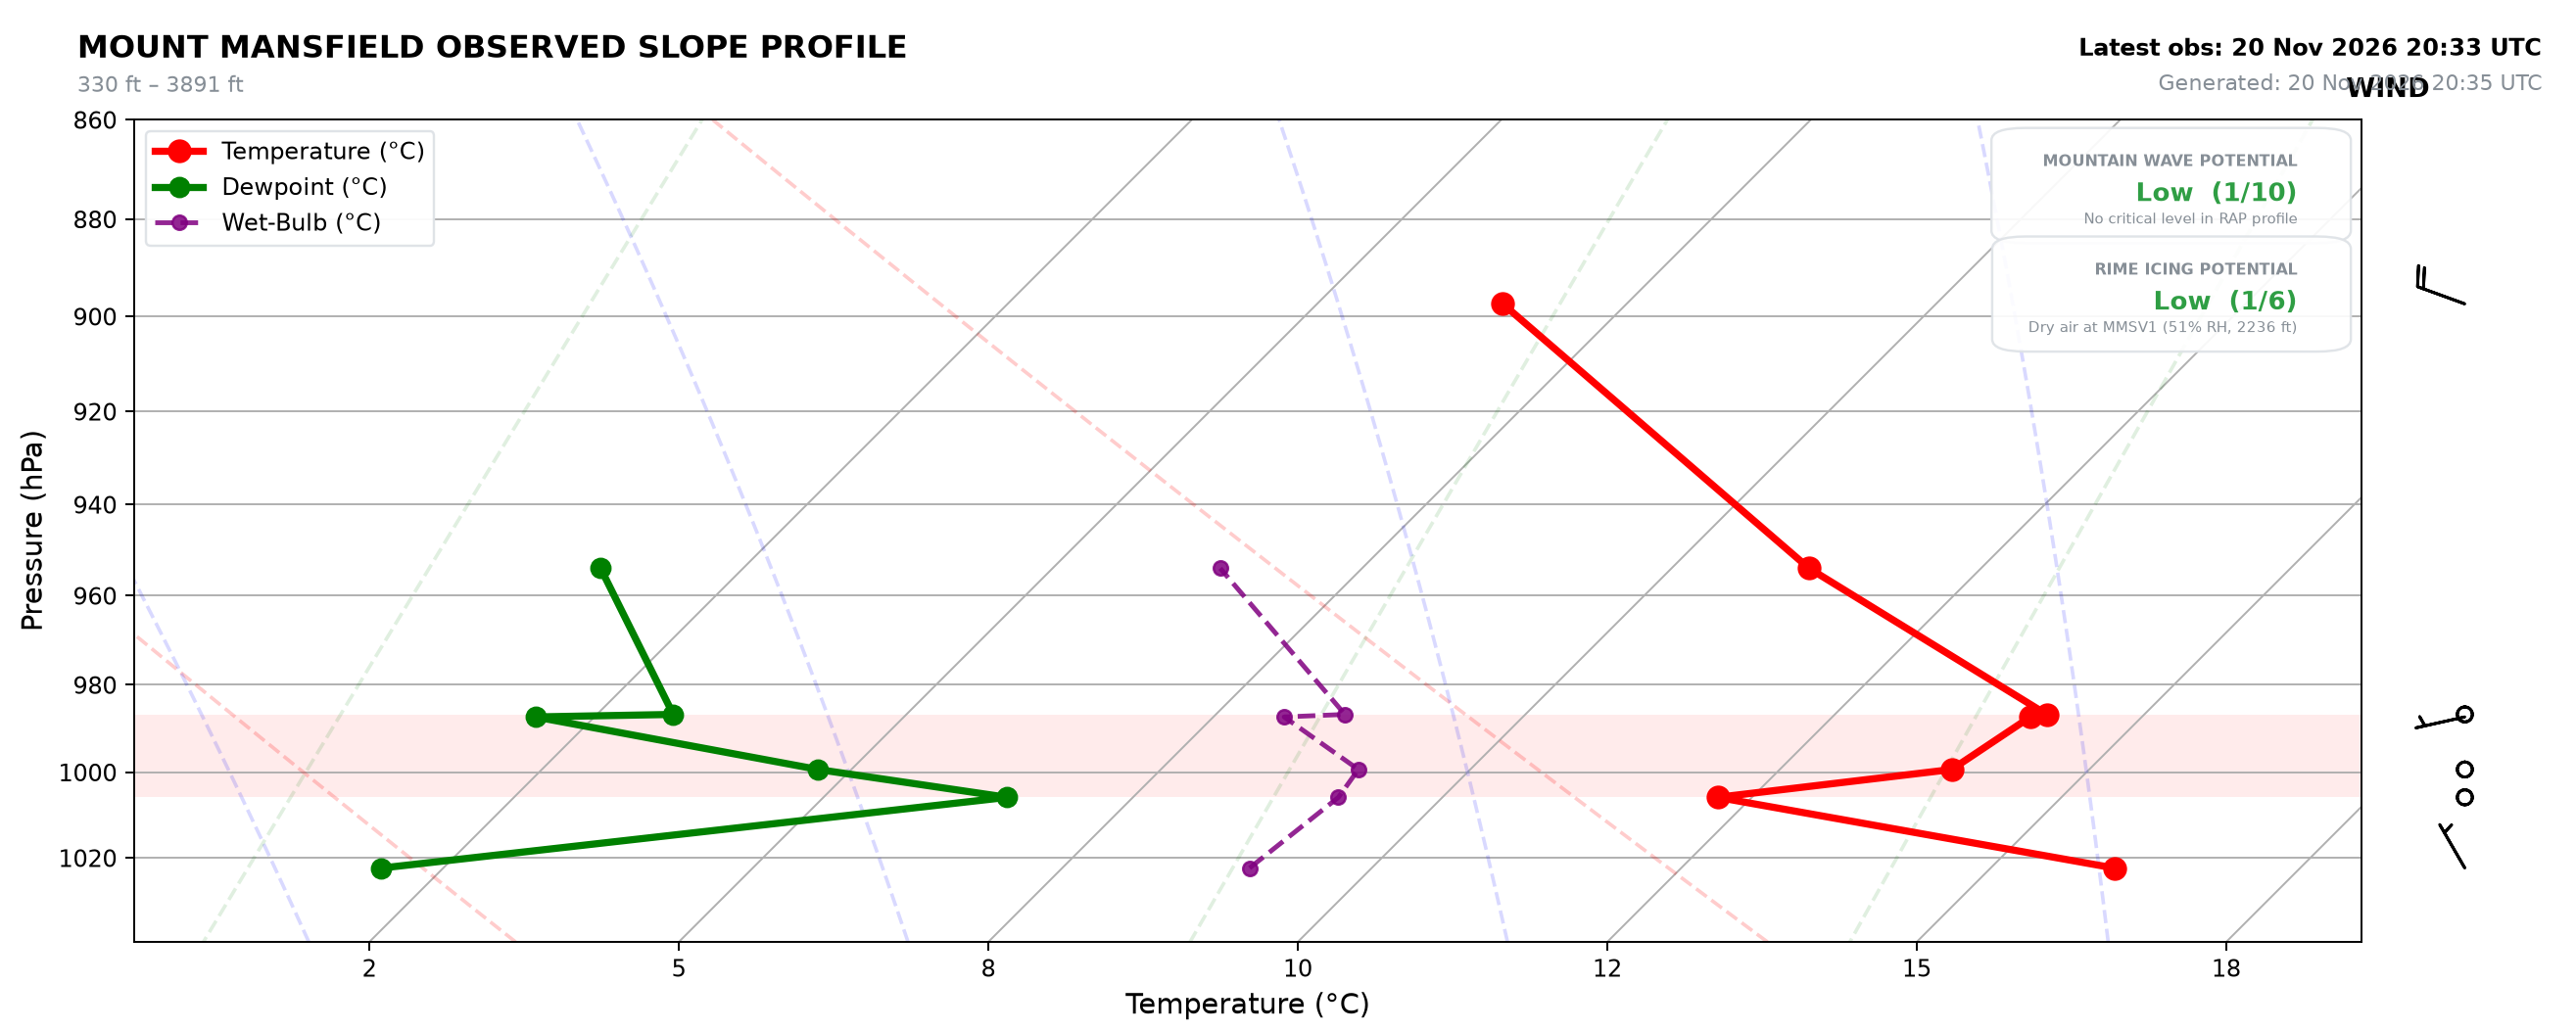 MOUNT MANSFIELD OBSERVED SLOPE PROFILE
330 ft – 3891 ft
Latest obs: 20 Nov 2026 20:33 UTC
Generated: 20 Nov 2026 20:35 UTC
WIND
Temperature (°C)
Dewpoint (°C)
Wet-Bulb (°C)
MOUNTAIN WAVE POTENTIAL
Low (1/10)
No critical level in RAP profile
RIME ICING POTENTIAL
Low (1/6)
Dry air at MMSV1 (51% RH, 2236 ft)
Pressure (hPa)
860
880
900
920
940
960
980
1000
1020
2 5 8 10 12 15 18
Temperature (°C)